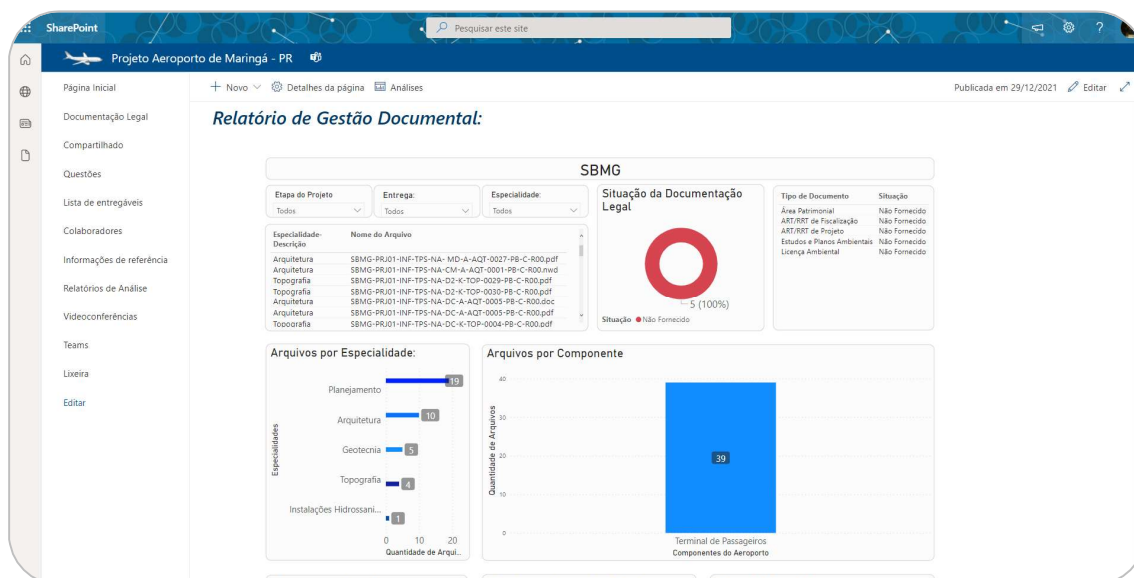 SharePoint
Pesquisar este site
?
Projeto Aeroporto de Maringá - PR
Página Inicial
Documentação Legal
Compartilhado
Questões
Lista de entregáveis
Colaboradores
Informações de referência
Relatórios de Análise
Videoconferências
Teams
Lixeira
Editar
Novo
Detalhes da página
Análises
Publicada em 29/12/2021
Editar
Relatório de Gestão Documental:
SBMG
Etapa do Projeto
Todos
Entrega:
Todos
Especialidade:
Todos
Especialidade- Nome do Arquivo
Descrição
Arquitetura SBMG-PRJ01-INF-TPS-NA- MD-A-AQT-0027-PB-C-R00.pdf
Arquitetura SBMG-PRJ01-INF-TPS-NA-CM-A-AQT-0001-PB-C-R00.nwd
Topografia SBMG-PRJ01-INF-TPS-NA-D2-K-TOP-0029-PB-C-R00.pdf
Topografia SBMG-PRJ01-INF-TPS-NA-D2-K-TOP-0030-PB-C-R00.pdf
Arquitetura SBMG-PRJ01-INF-TPS-NA-DC-A-AQT-0005-PB-C-R00.doc
Arquitetura SBMG-PRJ01-INF-TPS-NA-DC-A-AQT-0005-PB-C-R00.pdf
Topografia SBMG-PRJ01-INF-TPS-NA-DC-K-TOP-0004-PB-C-R00.pdf
Situação da Documentação
Legal
5 (100%)
Situação Não Fornecido
Tipo de Documento Situação
Área Patrimonial Não Fornecido
ART/RRT de Fiscalização Não Fornecido
ART/RRT de Projeto Não Fornecido
Estudos e Planos Ambientais Não Fornecido
Licença Ambiental Não Fornecido
Arquivos por Especialidade:
Especialidades
Planejamento 19
Arquitetura 10
Geotecnia 5
Topografia 4
Instalações Hidrossani... 1
0 10 20
Quantidade de Arqui...
Arquivos por Componente
Quantidade de Arquivos
40
30
20
10
0
39
Terminal de Passageiros
Componentes do Aeroporto